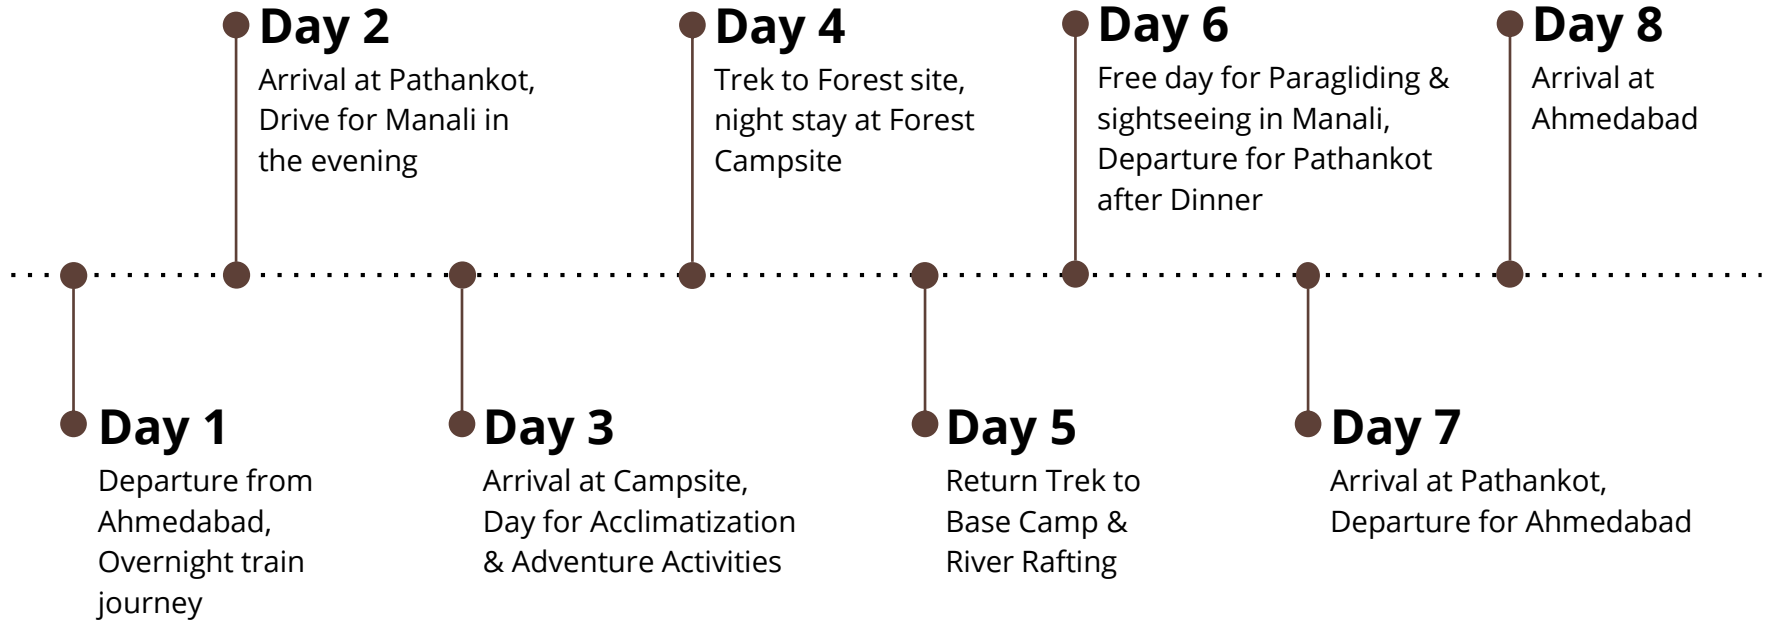 Day 1
Departure from
Ahmedabad,
Overnight train
journey
Day 2
Arrival at Pathankot,
Drive for Manali in
the evening
Day 3
Arrival at Campsite,
Day for Acclimatization
& Adventure Activities
Day 4
Trek to Forest site,
night stay at Forest
Campsite
Day 5
Return Trek to
Base Camp &
River Rafting
Day 6
Free day for Paragliding &
sightseeing in Manali,
Departure for Pathankot
after Dinner
Day 7
Arrival at Pathankot,
Departure for Ahmedabad
Day 8
Arrival at
Ahmedabad